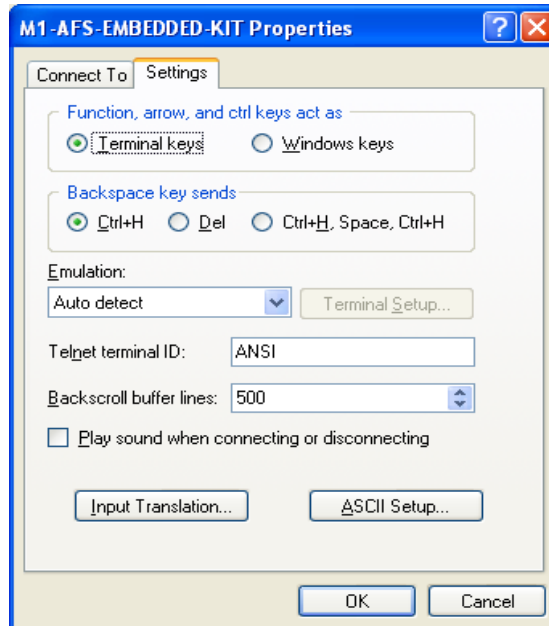 M1-AFS-EMBEDDED-KIT Properties
Connect To Settings
Function, arrow, and ctrl keys act as
Terminal keys Windows keys
Backspace key sends
Ctrl+H Del Ctrl+H, Space, Ctrl+H
Emulation:
Auto detect Terminal Setup...
Telnet terminal ID: ANSI
Backscroll buffer lines: 500
Play sound when connecting or disconnecting
Input Translation... ASCII Setup...
OK Cancel